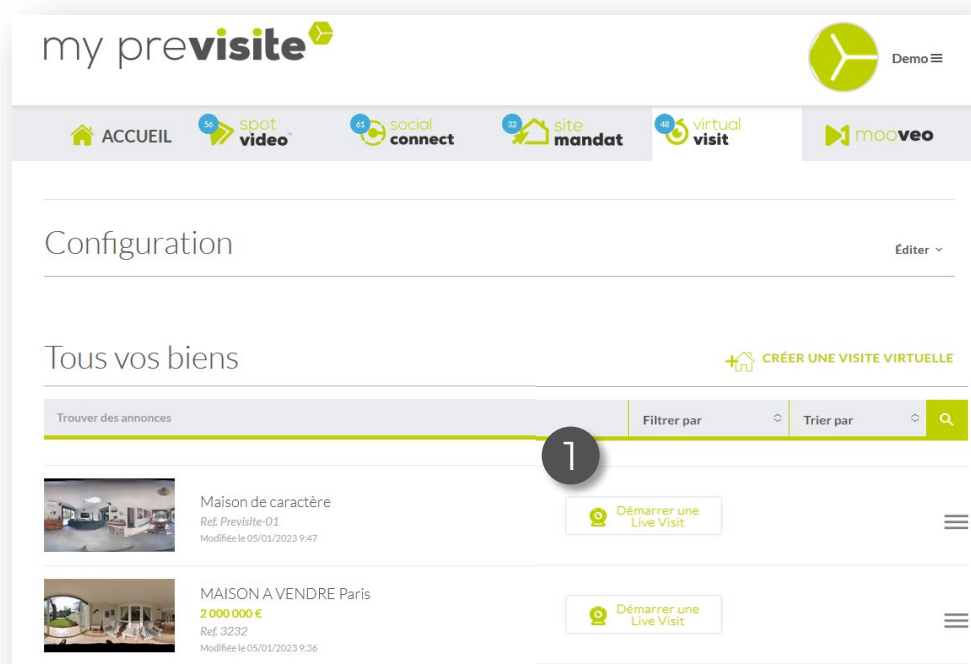 my previsite
Demo
ACCUEIL
56 spot video™
61 social connect
32 site mandat
48 virtual visit
mooveo
Configuration
Éditer
Tous vos biens
CRÉER UNE VISITE VIRTUELLE
Trouver des annonces
Filtrer par
Trier par
1
Maison de caractère
Ref. Previsite-01
Modifiée le 05/01/2023 9:47
Démarrer une
Live Visit
MAISON A VENDRE Paris
2 000 000 €
Ref. 3232
Modifiée le 05/01/2023 9:36
Démarrer une
Live Visit